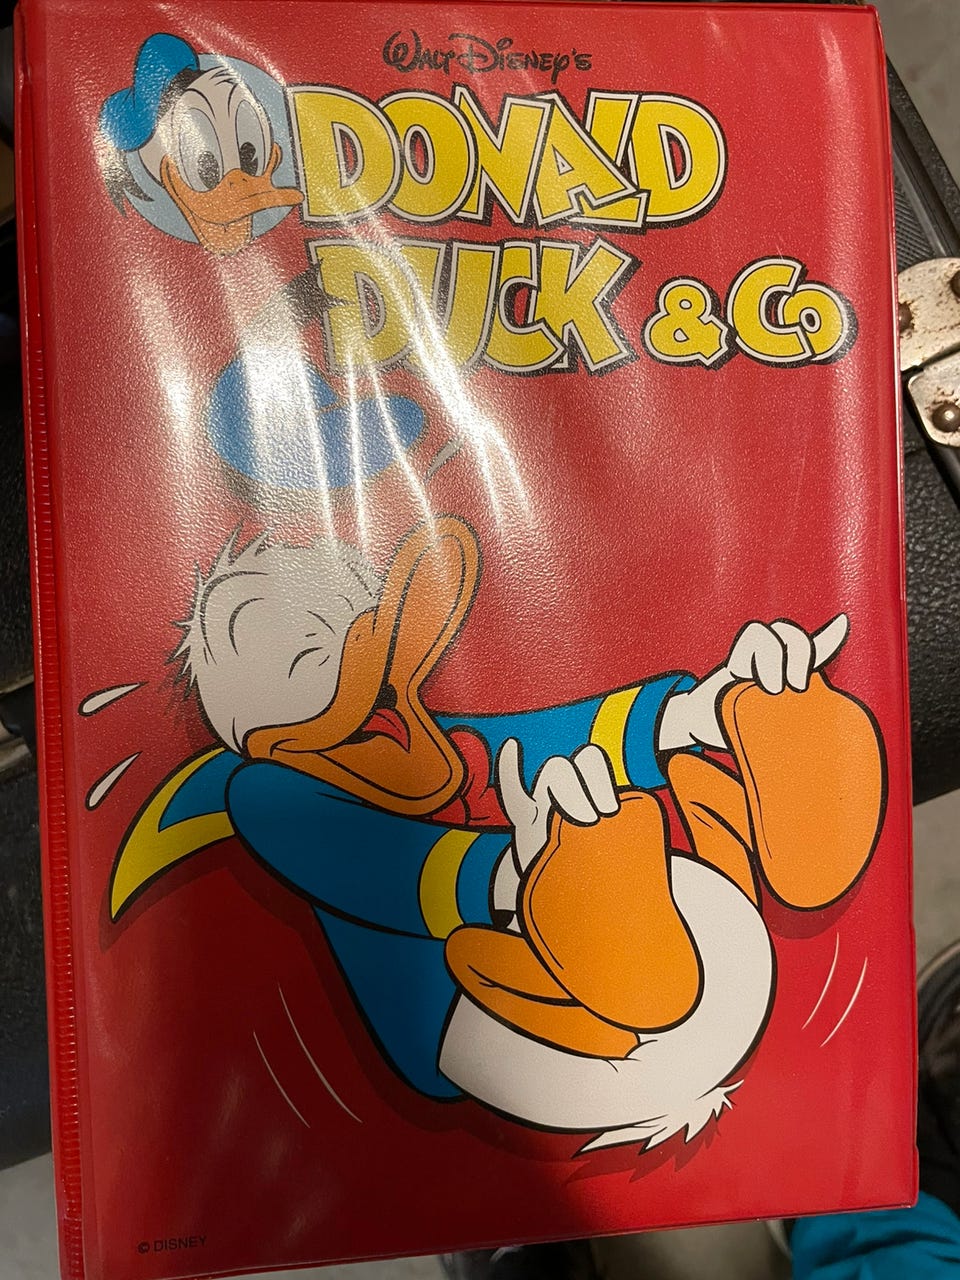 Walt Disney's
DONALD
DUCK & Co
© DISNEY